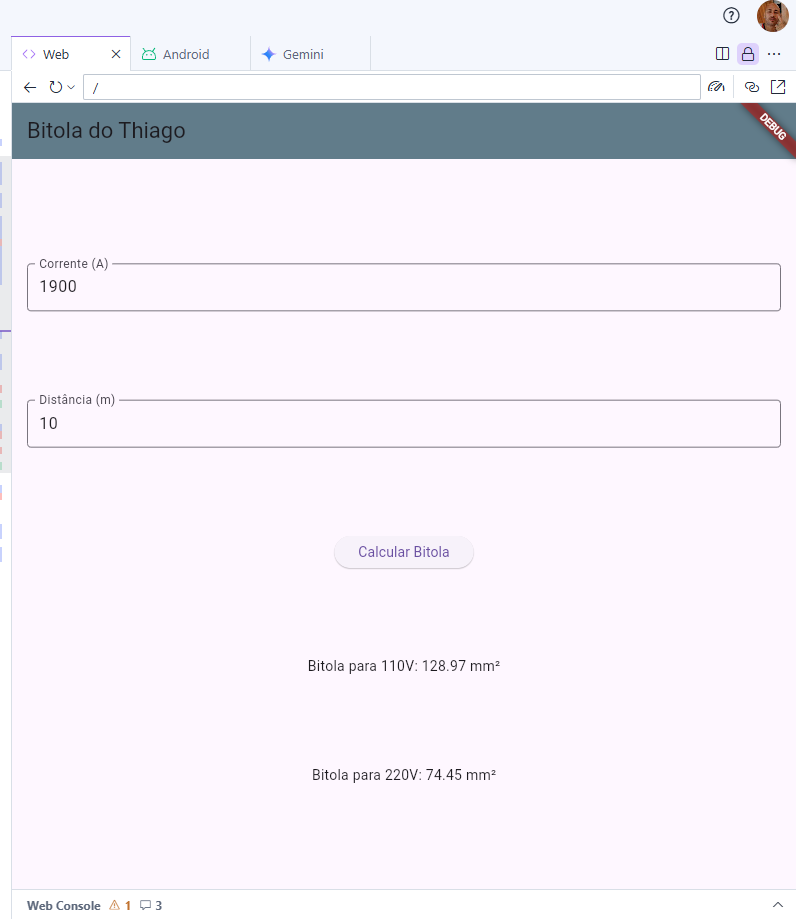 Web
Android
Gemini
/
Bitola do Thiago
DEBUG
Corrente (A)
1900
Distância (m)
10
Calcular Bitola
Bitola para 110V: 128.97 mm²
Bitola para 220V: 74.45 mm²
Web Console 1 3